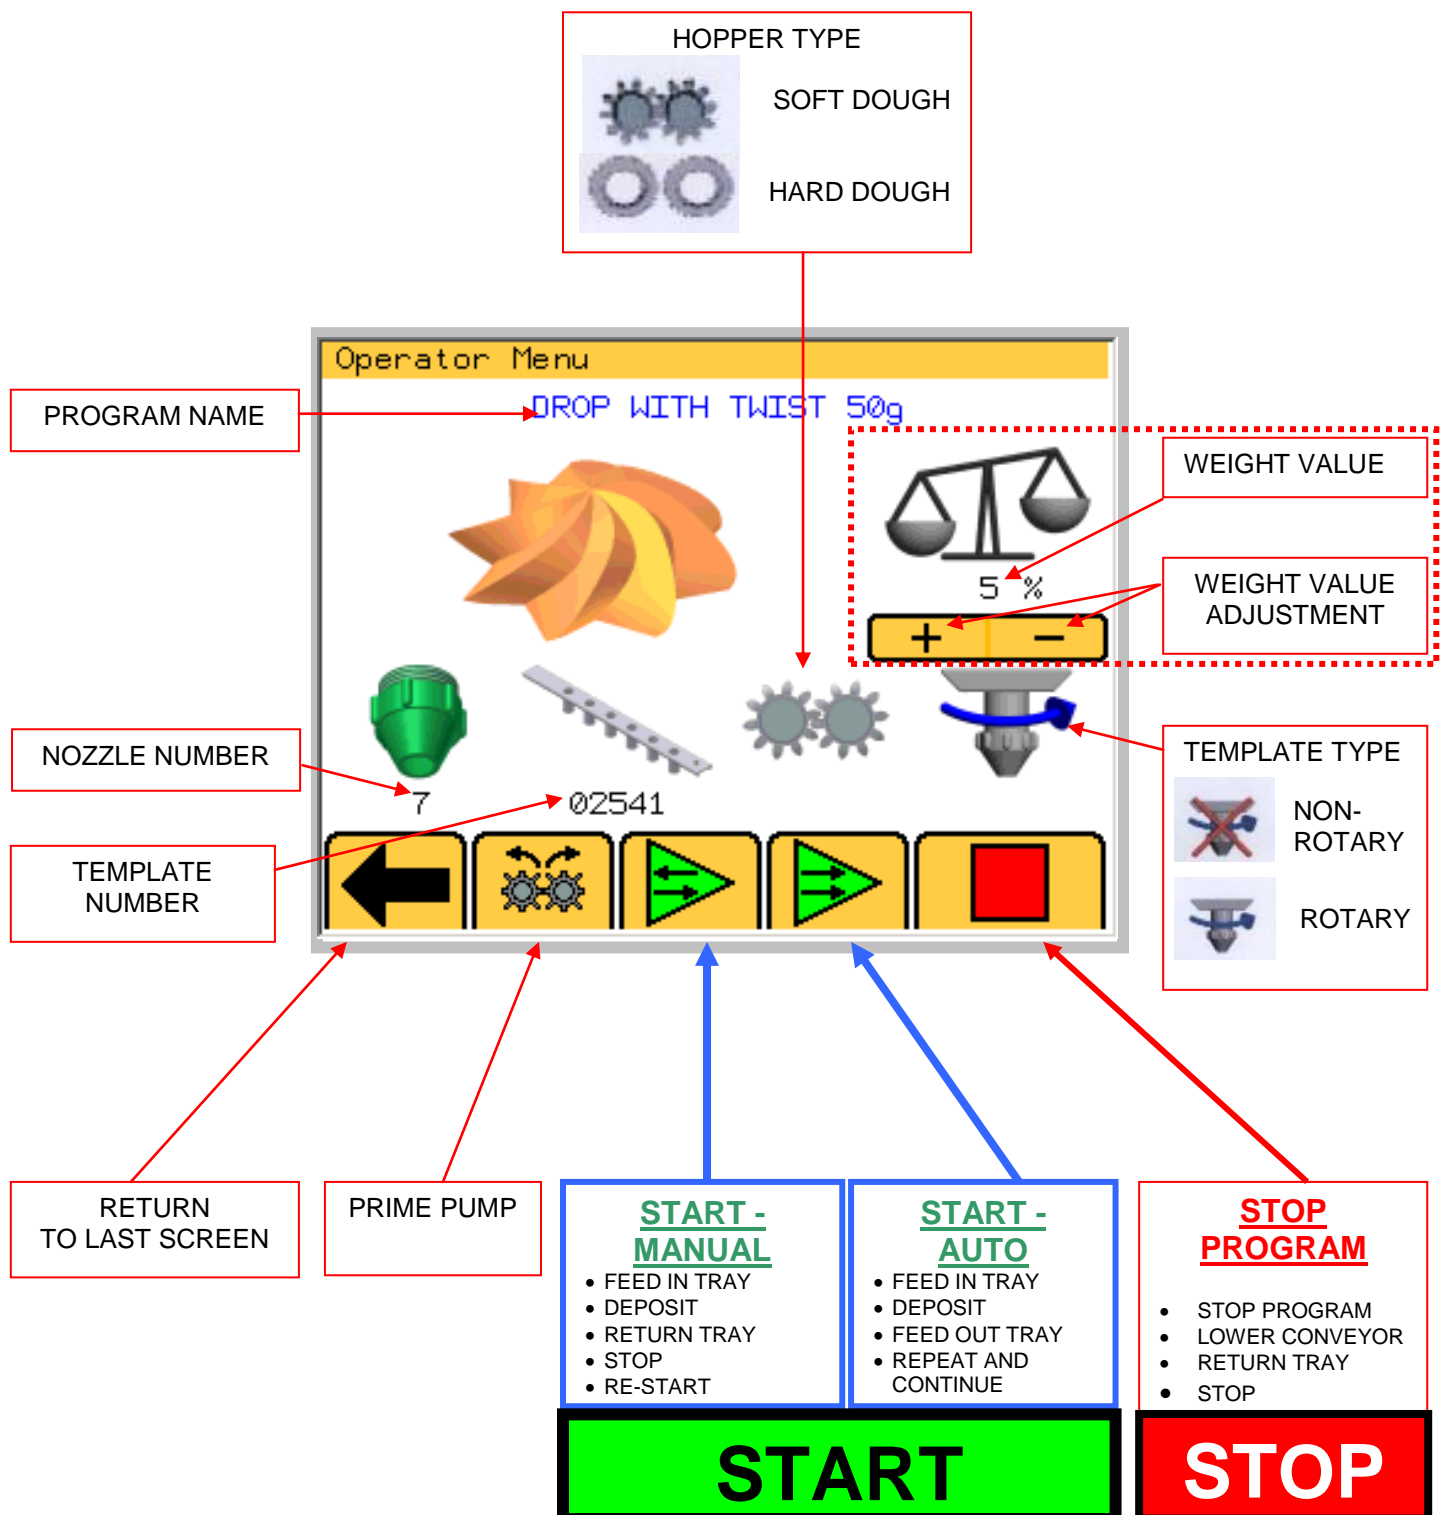 HOPPER TYPE
SOFT DOUGH
HARD DOUGH
Operator Menu
PROGRAM NAME
DROP WITH TWIST 50g
WEIGHT VALUE
5 %
WEIGHT VALUE
ADJUSTMENT
+ −
NOZZLE NUMBER
7
02541
TEMPLATE
NUMBER
TEMPLATE TYPE
NON-
ROTARY
ROTARY
RETURN
TO LAST SCREEN
PRIME PUMP
START -
MANUAL
• FEED IN TRAY
• DEPOSIT
• RETURN TRAY
• STOP
• RE-START
START -
AUTO
• FEED IN TRAY
• DEPOSIT
• FEED OUT TRAY
• REPEAT AND
CONTINUE
STOP
PROGRAM
• STOP PROGRAM
• LOWER CONVEYOR
• RETURN TRAY
• STOP
START
STOP